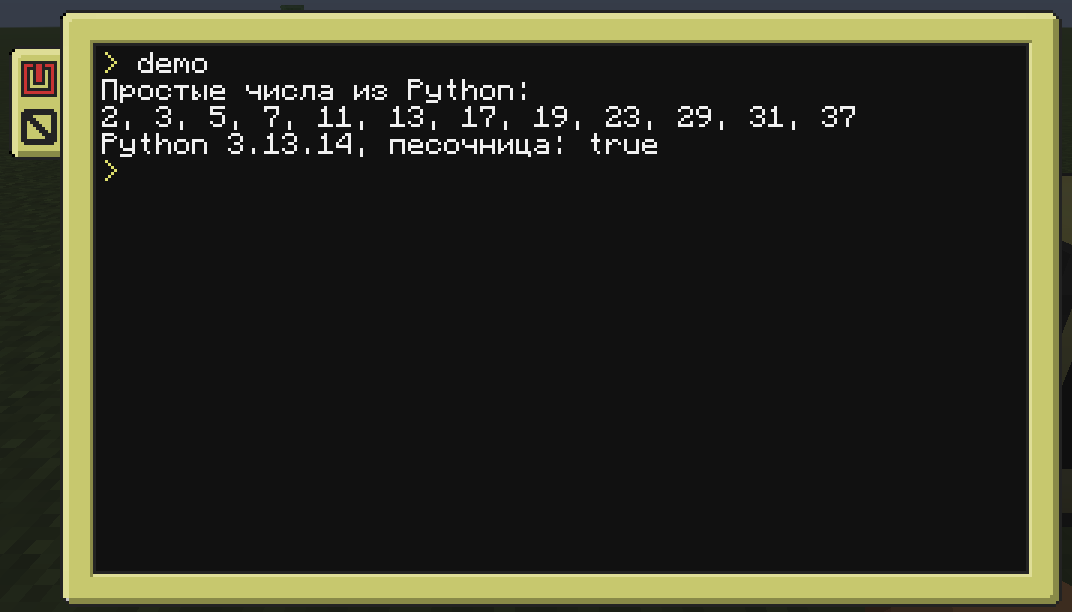 > demo
Простые числа из Python:
2, 3, 5, 7, 11, 13, 17, 19, 23, 29, 31, 37
Python 3.13.14, песочница: true
>